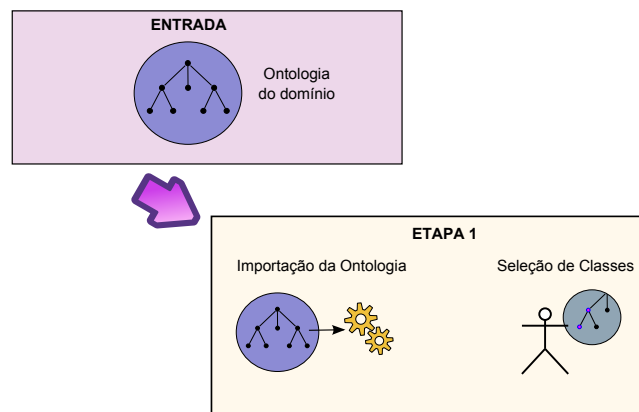 ENTRADA
Ontologia
do domínio
ETAPA 1
Importação da Ontologia
Seleção de Classes